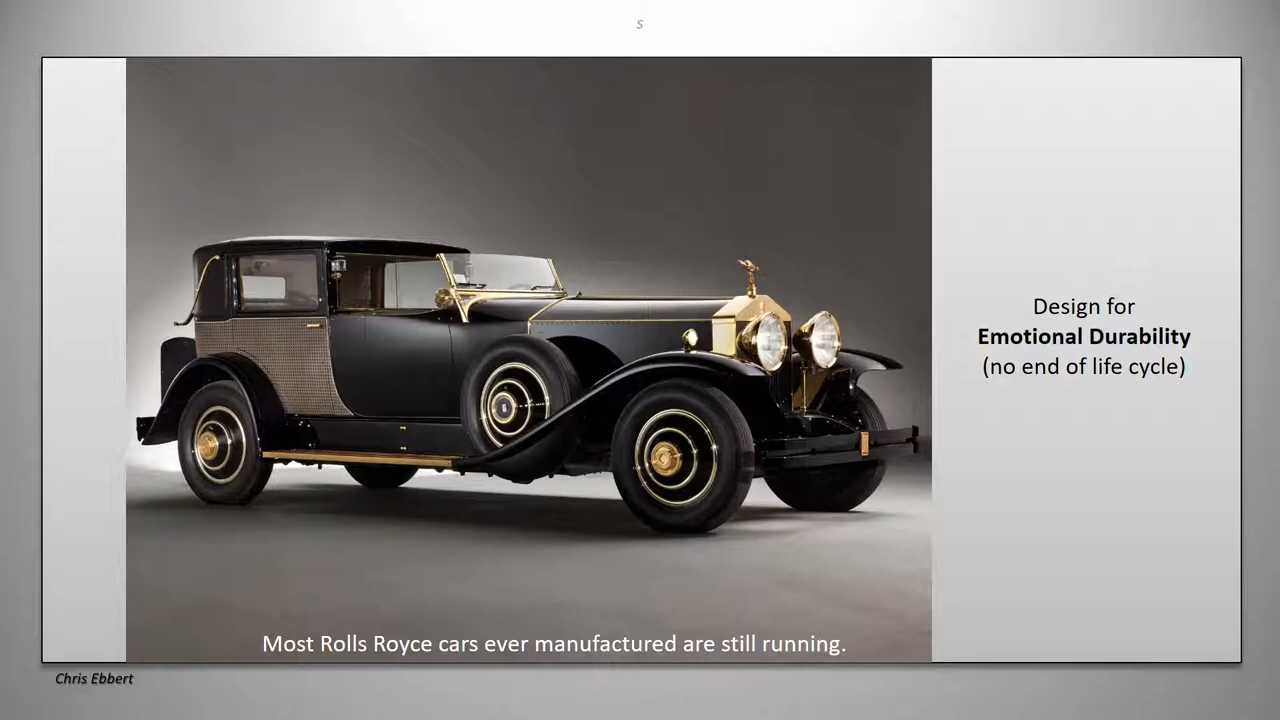 s
Design for
Emotional Durability
(no end of life cycle)
Most Rolls Royce cars ever manufactured are still running.
Chris Ebbert